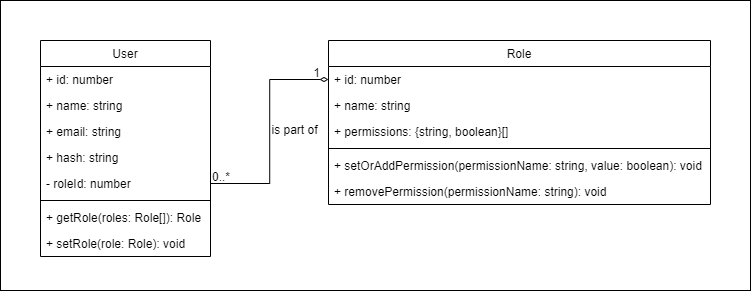 User
+ id: number
+ name: string
+ email: string
+ hash: string
- roleId: number
+ getRole(roles: Role[]): Role
+ setRole(role: Role): void
0..*
is part of
1
Role
+ id: number
+ name: string
+ permissions: {string, boolean}[]
+ setOrAddPermission(permissionName: string, value: boolean): void
+ removePermission(permissionName: string): void